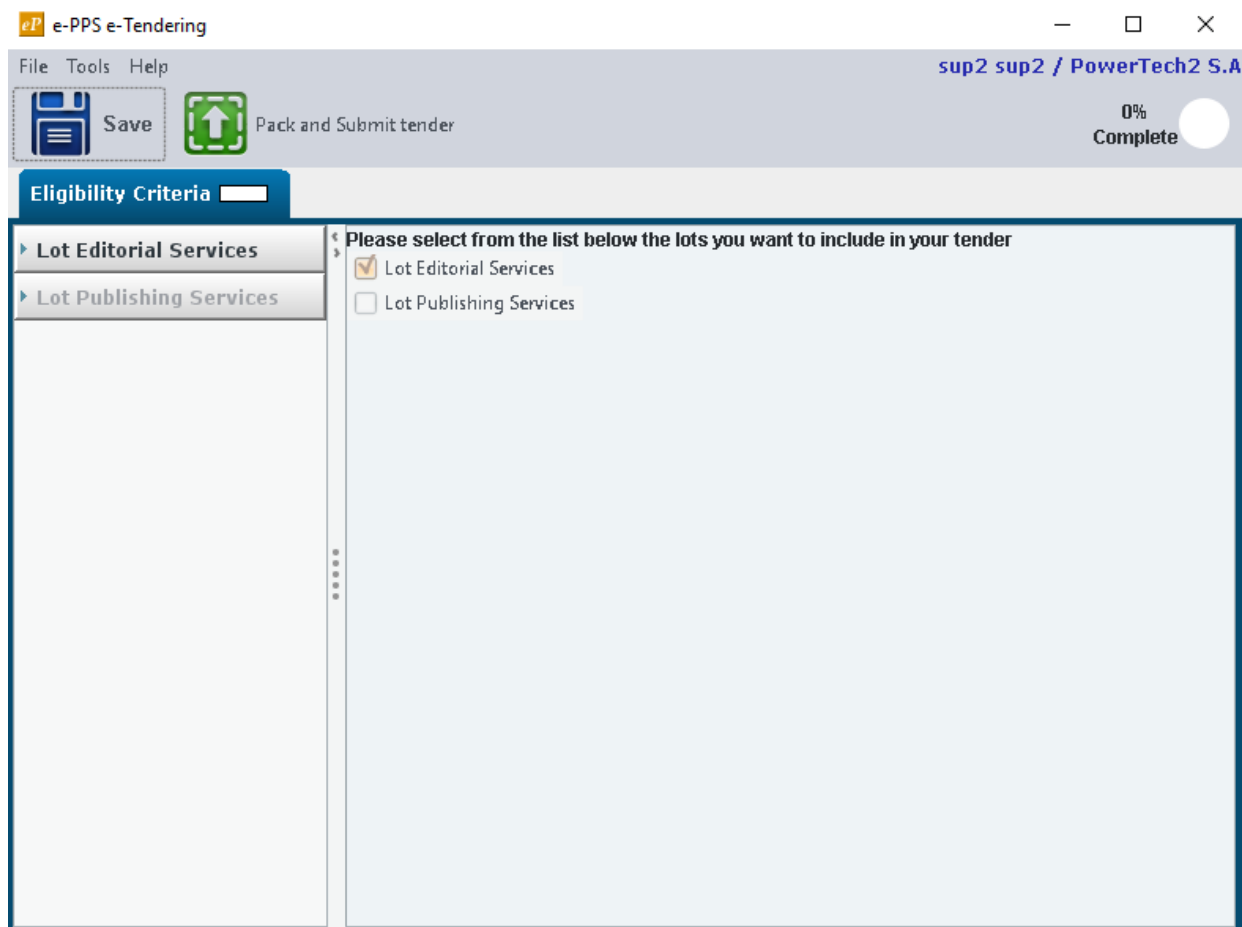 eP e-PPS e-Tendering
File Tools Help
sup2 sup2 / PowerTech2 S.A
Save
Pack and Submit tender
0%
Complete
Eligibility Criteria
Lot Editorial Services
Lot Publishing Services
Please select from the list below the lots you want to include in your tender
Lot Editorial Services
Lot Publishing Services